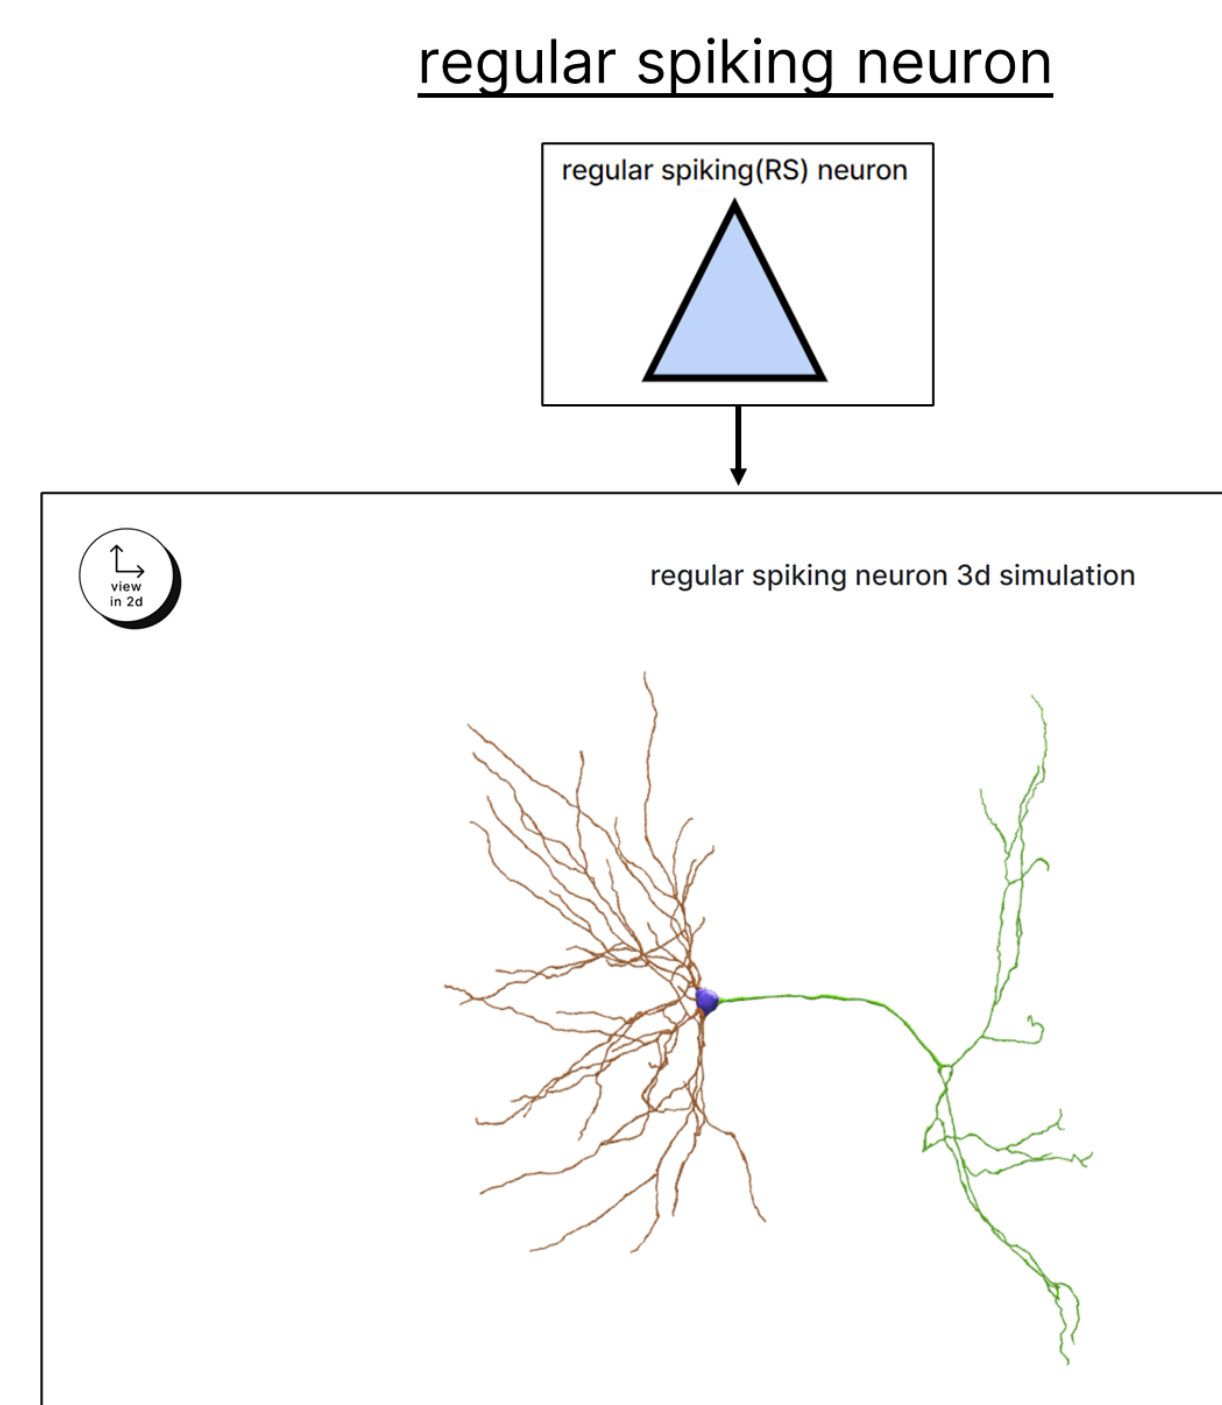 regular spiking neuron
regular spiking(RS) neuron
view
in 2d
regular spiking neuron 3d simulation